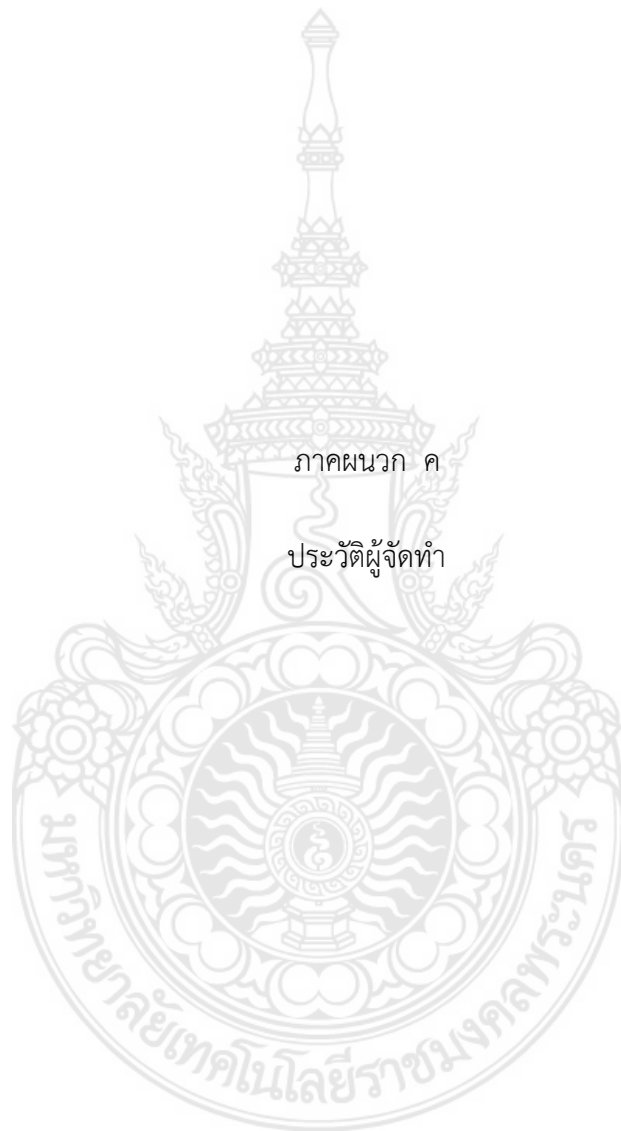 ภาคผนวก ค
ประวัติผู้จัดทำ
มหาวิทยาลัยเทคโนโลยีราชมงคลพระนคร